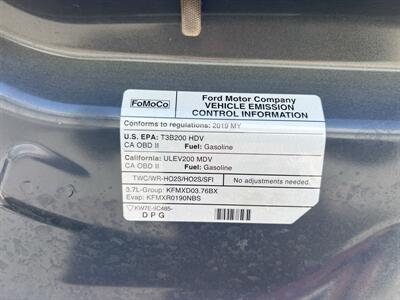 FoMoCo
Ford Motor Company
VEHICLE EMISSION
CONTROL INFORMATION
Conforms to regulations: 2019 MY
U.S. EPA: T3B200 HDV
CA OBD II Fuel: Gasoline
California: ULEV200 MDV
CA OBD II Fuel: Gasoline
TWC/WR-HO2S/HO2S/SFI No adjustments needed.
3.7L-Group: KFMXD03.76BX
Evap: KFMXR0190NBS
KW7E-9C485-
DPG